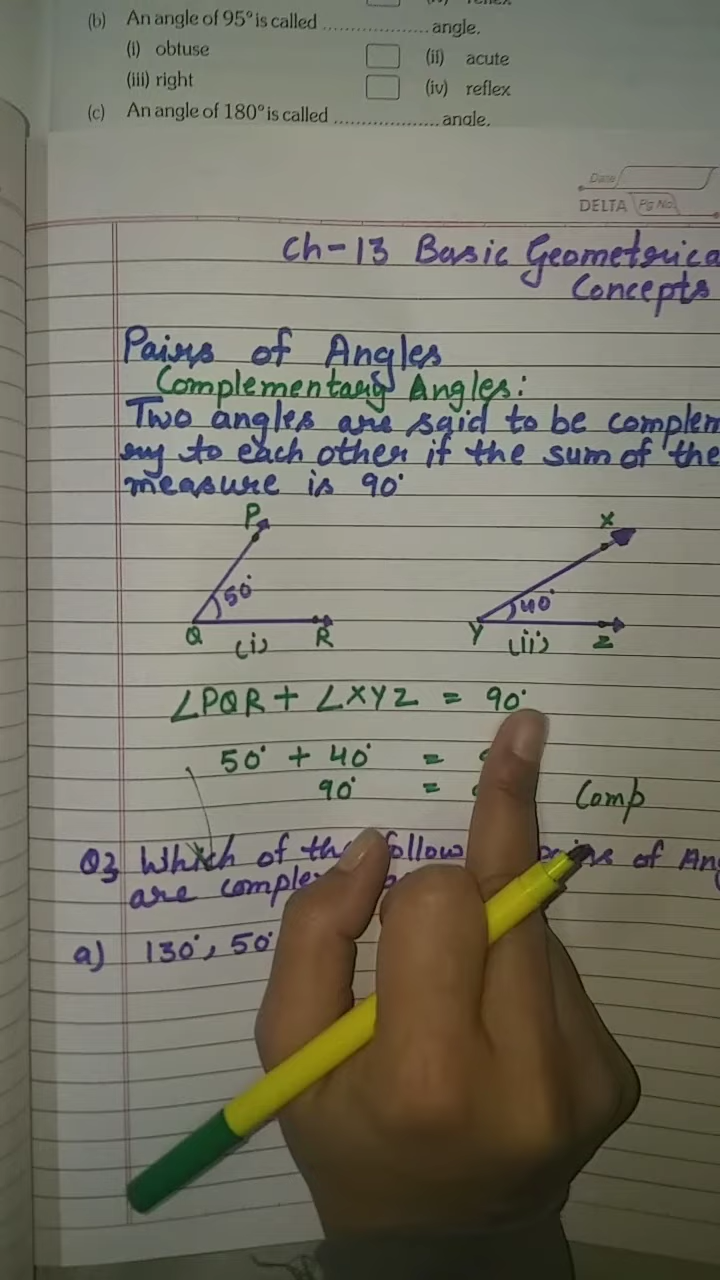 (b) An angle of 95° is called .................. angle.
(i) obtuse (ii) acute
(iii) right (iv) reflex
(c) An angle of 180° is called .................. angle.
Date
DELTA Pg No.
Ch-13 Basic Geometrica
Concepts
Pairs of Angles
Complementary Angles:
Two angles are said to be complem
ry to each other if the sum of the
measure is 90°
P X
50° 40°
Q (i) R Y (ii) Z
∠PQR + ∠XYZ = 90°
50° + 40° =
90° = Comp
Q3 Which of the follow of Ang
are comple
a) 130°, 50°